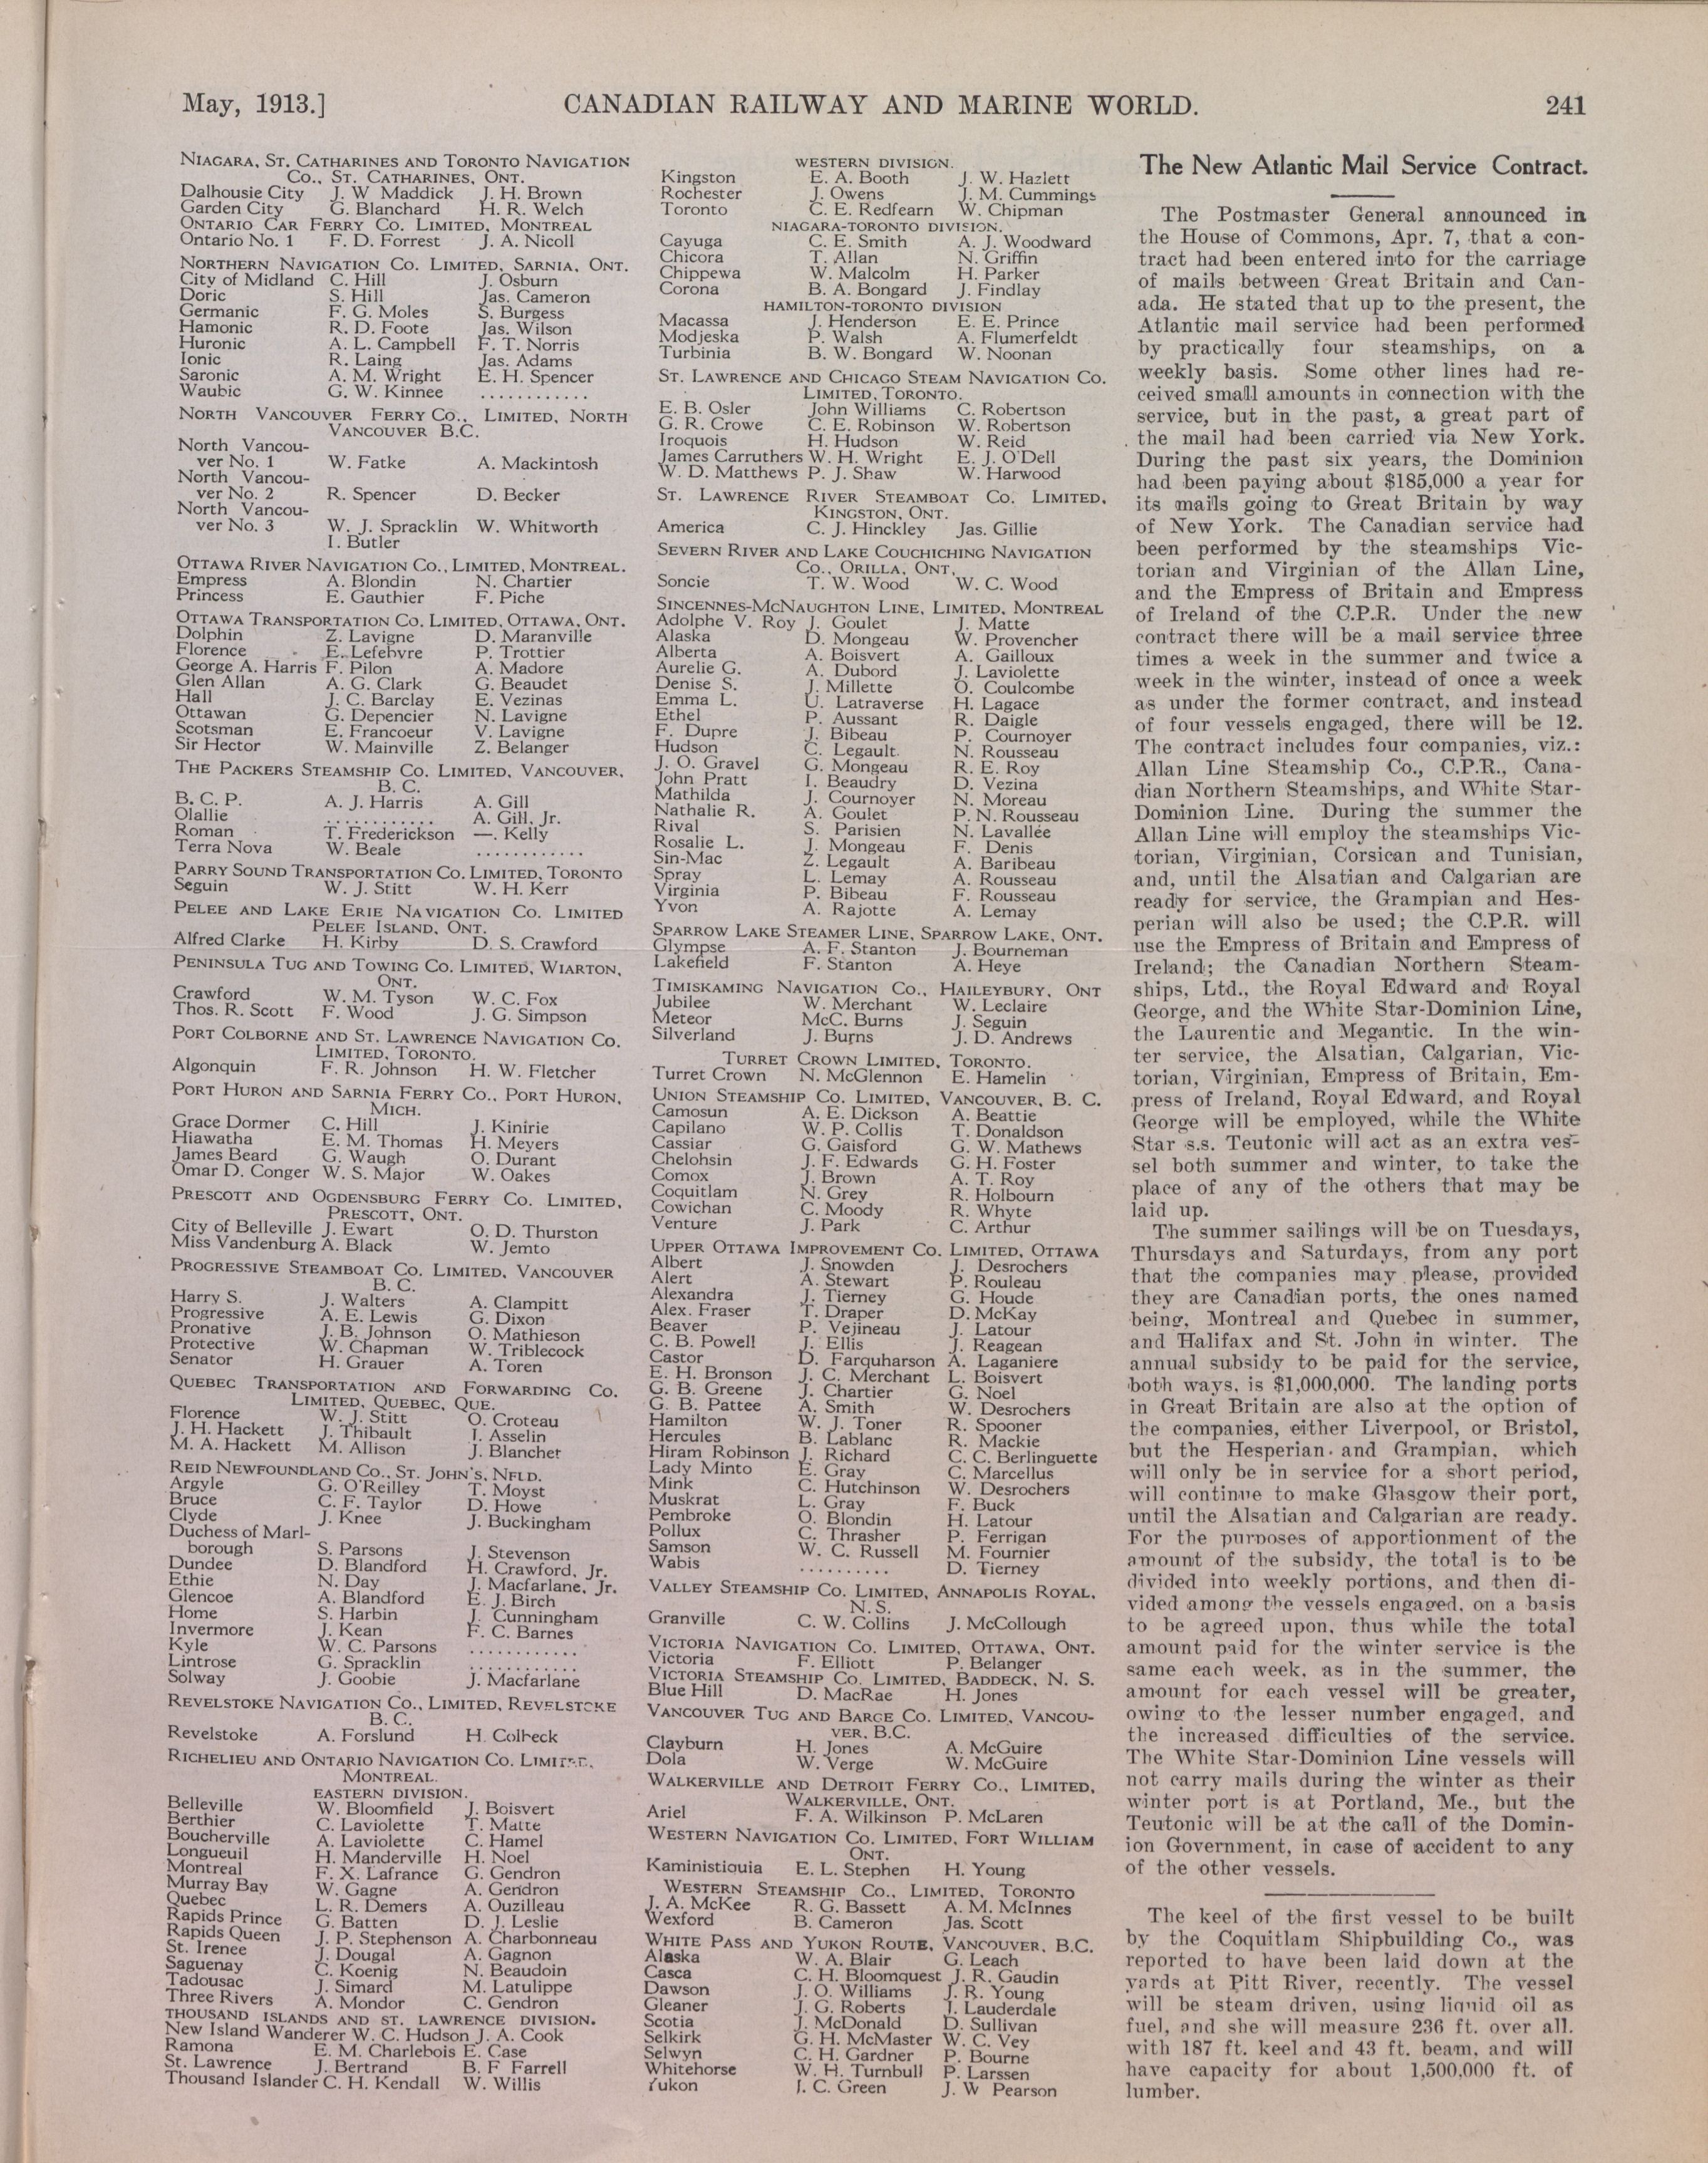 May, 1913.] CANADIAN RAILWAY AND MARINE WORLD. 241
NIAGARA, ST. CATHARINES AND TORONTO NAVIGATION
CO., ST. CATHARINES, ONT.
Dalhousie City J. W Maddick J. H. Brown
Garden City G. Blanchard H. R. Welch
ONTARIO CAR FERRY CO. LIMITED, MONTREAL
Ontario No. 1 F. D. Forrest J. A. Nicoll
NORTHERN NAVIGATION CO. LIMITED, SARNIA, ONT.
City of Midland C. Hill J. Osburn
Doric S. Hill Jas. Cameron
Germanic F. G. Moles S. Burgess
Hamonic R. D. Foote Jas. Wilson
Huronic A. L. Campbell F. T. Norris
Ionic R. Laing Jas. Adams
Saronic A. M. Wright E. H. Spencer
Waubic G. W. Kinnee ............
NORTH VANCOUVER FERRY CO., LIMITED, NORTH
VANCOUVER B.C.
North Vancou-
ver No. 1 W. Fatke A. Mackintosh
North Vancou-
ver No. 2 R. Spencer D. Becker
North Vancou-
ver No. 3 W. J. Spracklin W. Whitworth
I. Butler
OTTAWA RIVER NAVIGATION CO., LIMITED, MONTREAL.
Empress A. Blondin N. Chartier
Princess E. Gauthier F. Piche
OTTAWA TRANSPORTATION CO. LIMITED, OTTAWA, ONT.
Dolphin Z. Lavigne D. Maranville
Florence E. Lefebvre P. Trottier
George A. Harris F. Pilon A. Madore
Glen Allan A. G. Clark G. Beaudet
Hall J. C. Barclay E. Vezinas
Ottawan G. Depencier N. Lavigne
Scotsman E. Francoeur V. Lavigne
Sir Hector W. Mainville Z. Belanger
THE PACKERS STEAMSHIP CO. LIMITED, VANCOUVER,
B. C.
B. C. P. A. J. Harris A. Gill
Olallie ............ A. Gill, Jr.
Roman T. Frederickson —. Kelly
Terra Nova W. Beale ............
PARRY SOUND TRANSPORTATION CO. LIMITED, TORONTO
Seguin W. J. Stitt W. H. Kerr
PELEE AND LAKE ERIE NAVIGATION CO. LIMITED
PELEE ISLAND, ONT.
Alfred Clarke H. Kirby D. S. Crawford
PENINSULA TUG AND TOWING CO. LIMITED, WIARTON,
ONT.
Crawford W. M. Tyson W. C. Fox
Thos. R. Scott F. Wood J. G. Simpson
PORT COLBORNE AND ST. LAWRENCE NAVIGATION CO.
LIMITED, TORONTO.
Algonquin F. R. Johnson H. W. Fletcher
PORT HURON AND SARNIA FERRY CO., PORT HURON,
MICH.
Grace Dormer C. Hill J. Kinirie
Hiawatha E. M. Thomas H. Meyers
James Beard G. Waugh O. Durant
Omar D. Conger W. S. Major W. Oakes
PRESCOTT AND OGDENSBURG FERRY CO. LIMITED,
PRESCOTT, ONT.
City of Belleville J. Ewart O. D. Thurston
Miss Vandenburg A. Black W. Jemto
PROGRESSIVE STEAMBOAT CO. LIMITED, VANCOUVER
B. C.
Harry S. J. Walters A. Clampitt
Progressive A. E. Lewis G. Dixon
Pronative J. B. Johnson O. Mathieson
Protective W. Chapman W. Triblecock
Senator H. Grauer A. Toren
QUEBEC TRANSPORTATION AND FORWARDING CO.
LIMITED, QUEBEC, QUE.
Florence W. J. Stitt O. Croteau
J. H. Hackett J. Thibault I. Asselin
M. A. Hackett M. Allison J. Blanchet
REID NEWFOUNDLAND CO., ST. JOHN'S, NFLD.
Argyle G. O'Reilley T. Moyst
Bruce C. F. Taylor D. Howe
Clyde J. Knee J. Buckingham
Duchess of Marl-
borough S. Parsons J. Stevenson
Dundee D. Blandford H. Crawford, Jr.
Ethie N. Day J. Macfarlane, Jr.
Glencoe A. Blandford E. J. Birch
Home S. Harbin J. Cunningham
Invermore J. Kean F. C. Barnes
Kyle W. C. Parsons ............
Lintrose G. Spracklin ............
Solway J. Goobie J. Macfarlane
REVELSTOKE NAVIGATION CO., LIMITED, REVELSTCKE
B. C.
Revelstoke A. Forslund H. Colbeck
RICHELIEU AND ONTARIO NAVIGATION CO. LIMITED,
MONTREAL.
EASTERN DIVISION.
Belleville W. Bloomfield J. Boisvert
Berthier C. Laviolette T. Matte
Boucherville A. Laviolette C. Hamel
Longueuil H. Manderville H. Noel
Montreal F. X. Lafrance G. Gendron
Murray Bay W. Gagne A. Gendron
Quebec L. R. Demers A. Ouzilleau
Rapids Prince G. Batten D. J. Leslie
Rapids Queen J. P. Stephenson A. Charbonneau
St. Irenee J. Dougal A. Gagnon
Saguenay C. Koenig N. Beaudoin
Tadousac J. Simard M. Latulippe
Three Rivers A. Mondor C. Gendron
THOUSAND ISLANDS AND ST. LAWRENCE DIVISION.
New Island Wanderer W. C. Hudson J. A. Cook
Ramona E. M. Charlebois E. Case
St. Lawrence J. Bertrand B. F Farrell
Thousand Islander C. H. Kendall W. Willis
WESTERN DIVISION.
Kingston E. A. Booth J. W. Hazlett
Rochester J. Owens J. M. Cummings
Toronto C. E. Redfearn W. Chipman
NIAGARA-TORONTO DIVISION.
Cayuga C. E. Smith A. J. Woodward
Chicora T. Allan N. Griffin
Chippewa W. Malcolm H. Parker
Corona B. A. Bongard J. Findlay
HAMILTON-TORONTO DIVISION
Macassa J. Henderson E. E. Prince
Modjeska P. Walsh A. Flumerfeldt
Turbinia B. W. Bongard W. Noonan
ST. LAWRENCE AND CHICAGO STEAM NAVIGATION CO.
LIMITED, TORONTO.
E. B. Osler John Williams C. Robertson
G. R. Crowe C. E. Robinson W. Robertson
Iroquois H. Hudson W. Reid
James Carruthers W. H. Wright E. J. O'Dell
W. D. Matthews P. J. Shaw W. Harwood
ST. LAWRENCE RIVER STEAMBOAT CO. LIMITED,
KINGSTON, ONT.
America C. J. Hinckley Jas. Gillie
SEVERN RIVER AND LAKE COUCHICHING NAVIGATION
CO., ORILLA, ONT,
Soncie T. W. Wood W. C. Wood
SINCENNES-MCNAUGHTON LINE, LIMITED, MONTREAL
Adolphe V. Roy J. Goulet J. Matte
Alaska D. Mongeau W. Provencher
Alberta A. Boisvert A. Gailloux
Aurelie G. A. Dubord J. Laviolette
Denise S. J. Millette O. Coulcombe
Emma L. U. Latraverse H. Lagace
Ethel P. Aussant R. Daigle
F. Dupre J. Bibeau P. Cournoyer
Hudson C. Legault N. Rousseau
J. O. Gravel G. Mongeau R. E. Roy
John Pratt I. Beaudry D. Vezina
Mathilda J. Cournoyer N. Moreau
Nathalie R. A. Goulet P. N. Rousseau
Rival S. Parisien N. Lavallée
Rosalie L. J. Mongeau F. Denis
Sin-Mac Z. Legault A. Baribeau
Spray L. Lemay A. Rousseau
Virginia P. Bibeau F. Rousseau
Yvon A. Rajotte A. Lemay
SPARROW LAKE STEAMER LINE, SPARROW LAKE, ONT.
Glympse A. F. Stanton J. Bourneman
Lakefield F. Stanton A. Heye
TIMISKAMING NAVIGATION CO., HAILEYBURY, ONT
Jubilee W. Merchant W. Leclaire
Meteor McC. Burns J. Seguin
Silverland J. Burns J. D. Andrews
TURRET CROWN LIMITED, TORONTO.
Turret Crown N. McGlennon E. Hamelin
UNION STEAMSHIP CO. LIMITED, VANCOUVER, B. C.
Camosun A. E. Dickson A. Beattie
Capilano W. P. Collis T. Donaldson
Cassiar G. Gaisford G. W. Mathews
Chelohsin J. F. Edwards G. H. Foster
Comox J. Brown A. T. Roy
Coquitlam N. Grey R. Holbourn
Cowichan C. Moody R. Whyte
Venture J. Park C. Arthur
UPPER OTTAWA IMPROVEMENT CO. LIMITED, OTTAWA
Albert J. Snowden J. Desrochers
Alert A. Stewart P. Rouleau
Alexandra J. Tierney G. Houde
Alex. Fraser T. Draper D. McKay
Beaver P. Vejineau J. Latour
C. B. Powell J. Ellis J. Reagean
Castor D. Farquharson A. Laganiere
E. H. Bronson J. C. Merchant L. Boisvert
G. B. Greene J. Chartier G. Noel
G. B. Pattee A. Smith W. Desrochers
Hamilton W. J. Toner R. Spooner
Hercules B. Lablanc R. Mackie
Hiram Robinson J. Richard C. C. Berlinguette
Lady Minto E. Gray C. Marcellus
Mink C. Hutchinson W. Desrochers
Muskrat L. Gray F. Buck
Pembroke O. Blondin H. Latour
Pollux C. Thrasher P. Ferrigan
Samson W. C. Russell M. Fournier
Wabis .......... D. Tierney
VALLEY STEAMSHIP CO. LIMITED, ANNAPOLIS ROYAL,
N. S.
Granville C. W. Collins J. McCollough
VICTORIA NAVIGATION CO. LIMITED, OTTAWA, ONT.
Victoria F. Elliott P. Belanger
VICTORIA STEAMSHIP CO. LIMITED, BADDECK, N. S.
Blue Hill D. MacRae H. Jones
VANCOUVER TUG AND BARGE CO. LIMITED, VANCOU-
VER, B.C.
Clayburn H. Jones A. McGuire
Dola W. Verge W. McGuire
WALKERVILLE AND DETROIT FERRY CO., LIMITED,
WALKERVILLE, ONT.
Ariel F. A. Wilkinson P. McLaren
WESTERN NAVIGATION CO. LIMITED, FORT WILLIAM
ONT.
Kaministiquia E. L. Stephen H. Young
WESTERN STEAMSHIP CO., LIMITED, TORONTO
J. A. McKee R. G. Bassett A. M. McInnes
Wexford B. Cameron Jas. Scott
WHITE PASS AND YUKON ROUTE, VANCOUVER, B.C.
Alaska W. A. Blair G. Leach
Casca C. H. Bloomquest J. R. Gaudin
Dawson J. O. Williams J. R. Young
Gleaner J. G. Roberts J. Lauderdale
Scotia J. McDonald D. Sullivan
Selkirk G. H. McMaster W. C. Vey
Selwyn C. H. Gardner P. Bourne
Whitehorse W. H. Turnbull P. Larssen
Yukon J. C. Green J. W Pearson
The New Atlantic Mail Service Contract.
The Postmaster General announced in
the House of Commons, Apr. 7, that a con-
tract had been entered into for the carriage
of mails between Great Britain and Can-
ada. He stated that up to the present, the
Atlantic mail service had been performed
by practically four steamships, on a
weekly basis. Some other lines had re-
ceived small amounts in connection with the
service, but in the past, a great part of
the mail had been carried via New York.
During the past six years, the Dominion
had been paying about $185,000 a year for
its mails going to Great Britain by way
of New York. The Canadian service had
been performed by the steamships Vic-
torian and Virginian of the Allan Line,
and the Empress of Britain and Empress
of Ireland of the C.P.R. Under the new
contract there will be a mail service three
times a week in the summer and twice a
week in the winter, instead of once a week
as under the former contract, and instead
of four vessels engaged, there will be 12.
The contract includes four companies, viz.:
Allan Line Steamship Co., C.P.R., Cana-
dian Northern Steamships, and White Star-
Dominion Line. During the summer the
Allan Line will employ the steamships Vic-
torian, Virginian, Corsican and Tunisian,
and, until the Alsatian and Calgarian are
ready for service, the Grampian and Hes-
perian will also be used; the C.P.R. will
use the Empress of Britain and Empress of
Ireland; the Canadian Northern Steam-
ships, Ltd., the Royal Edward and Royal
George, and the White Star-Dominion Line,
the Laurentic and Megantic. In the win-
ter service, the Alsatian, Calgarian, Vic-
torian, Virginian, Empress of Britain, Em-
press of Ireland, Royal Edward, and Royal
George will be employed, while the White
Star s.s. Teutonic will act as an extra ves-
sel both summer and winter, to take the
place of any of the others that may be
laid up.
The summer sailings will be on Tuesdays,
Thursdays and Saturdays, from any port
that the companies may please, provided
they are Canadian ports, the ones named
being, Montreal and Quebec in summer,
and Halifax and St. John in winter. The
annual subsidy to be paid for the service,
both ways, is $1,000,000. The landing ports
in Great Britain are also at the option of
the companies, either Liverpool, or Bristol,
but the Hesperian and Grampian, which
will only be in service for a short period,
will continue to make Glasgow their port,
until the Alsatian and Calgarian are ready.
For the purposes of apportionment of the
amount of the subsidy, the total is to be
divided into weekly portions, and then di-
vided among the vessels engaged, on a basis
to be agreed upon, thus while the total
amount paid for the winter service is the
same each week, as in the summer, the
amount for each vessel will be greater,
owing to the lesser number engaged, and
the increased difficulties of the service.
The White Star-Dominion Line vessels will
not carry mails during the winter as their
winter port is at Portland, Me., but the
Teutonic will be at the call of the Domin-
ion Government, in case of accident to any
of the other vessels.
The keel of the first vessel to be built
by the Coquitlam Shipbuilding Co., was
reported to have been laid down at the
yards at Pitt River, recently. The vessel
will be steam driven, using liquid oil as
fuel, and she will measure 236 ft. over all.
with 187 ft. keel and 43 ft. beam, and will
have capacity for about 1,500,000 ft. of
lumber.